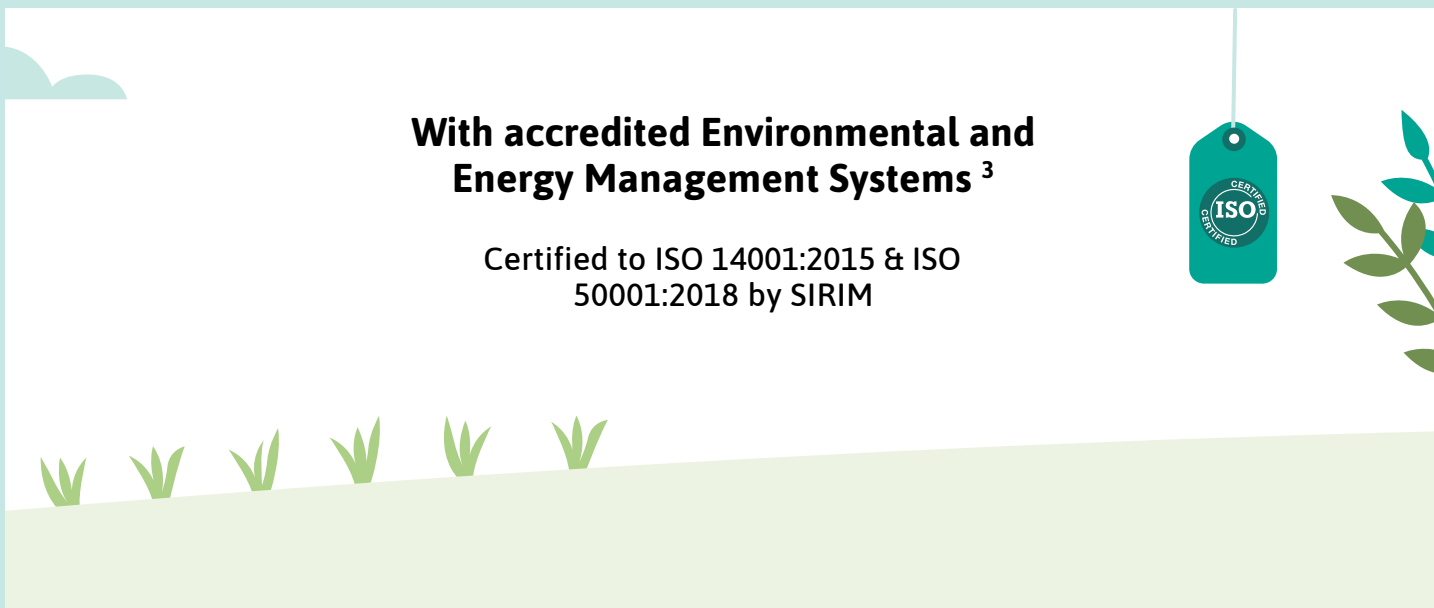 With accredited Environmental and
Energy Management Systems ³
Certified to ISO 14001:2015 & ISO
50001:2018 by SIRIM
CERTIFIED
ISO
CERTIFIED